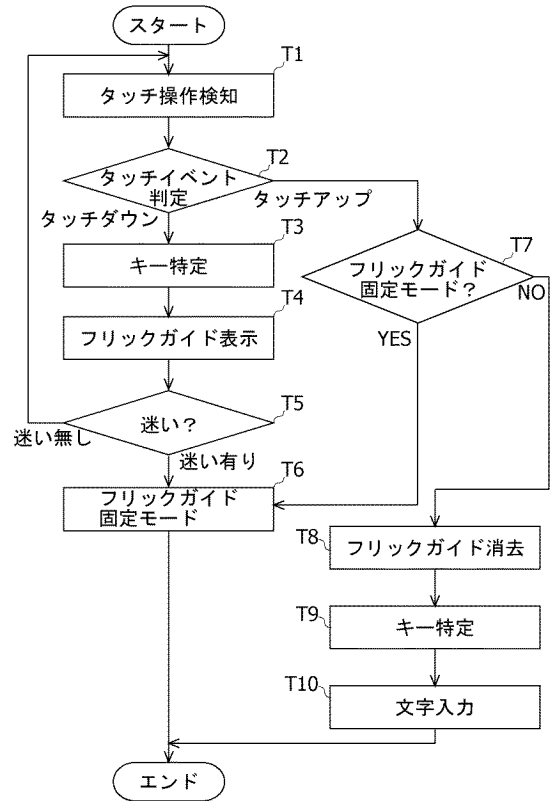 スタート
T1
タッチ操作検知
T2
タッチイベント
判定
タッチダウン
タッチアップ
T3
キー特定
T7
フリックガイド
固定モード？
NO
YES
T4
フリックガイド表示
T5
迷い？
迷い無し
迷い有り
T6
フリックガイド
固定モード
T8
フリックガイド消去
T9
キー特定
T10
文字入力
エンド